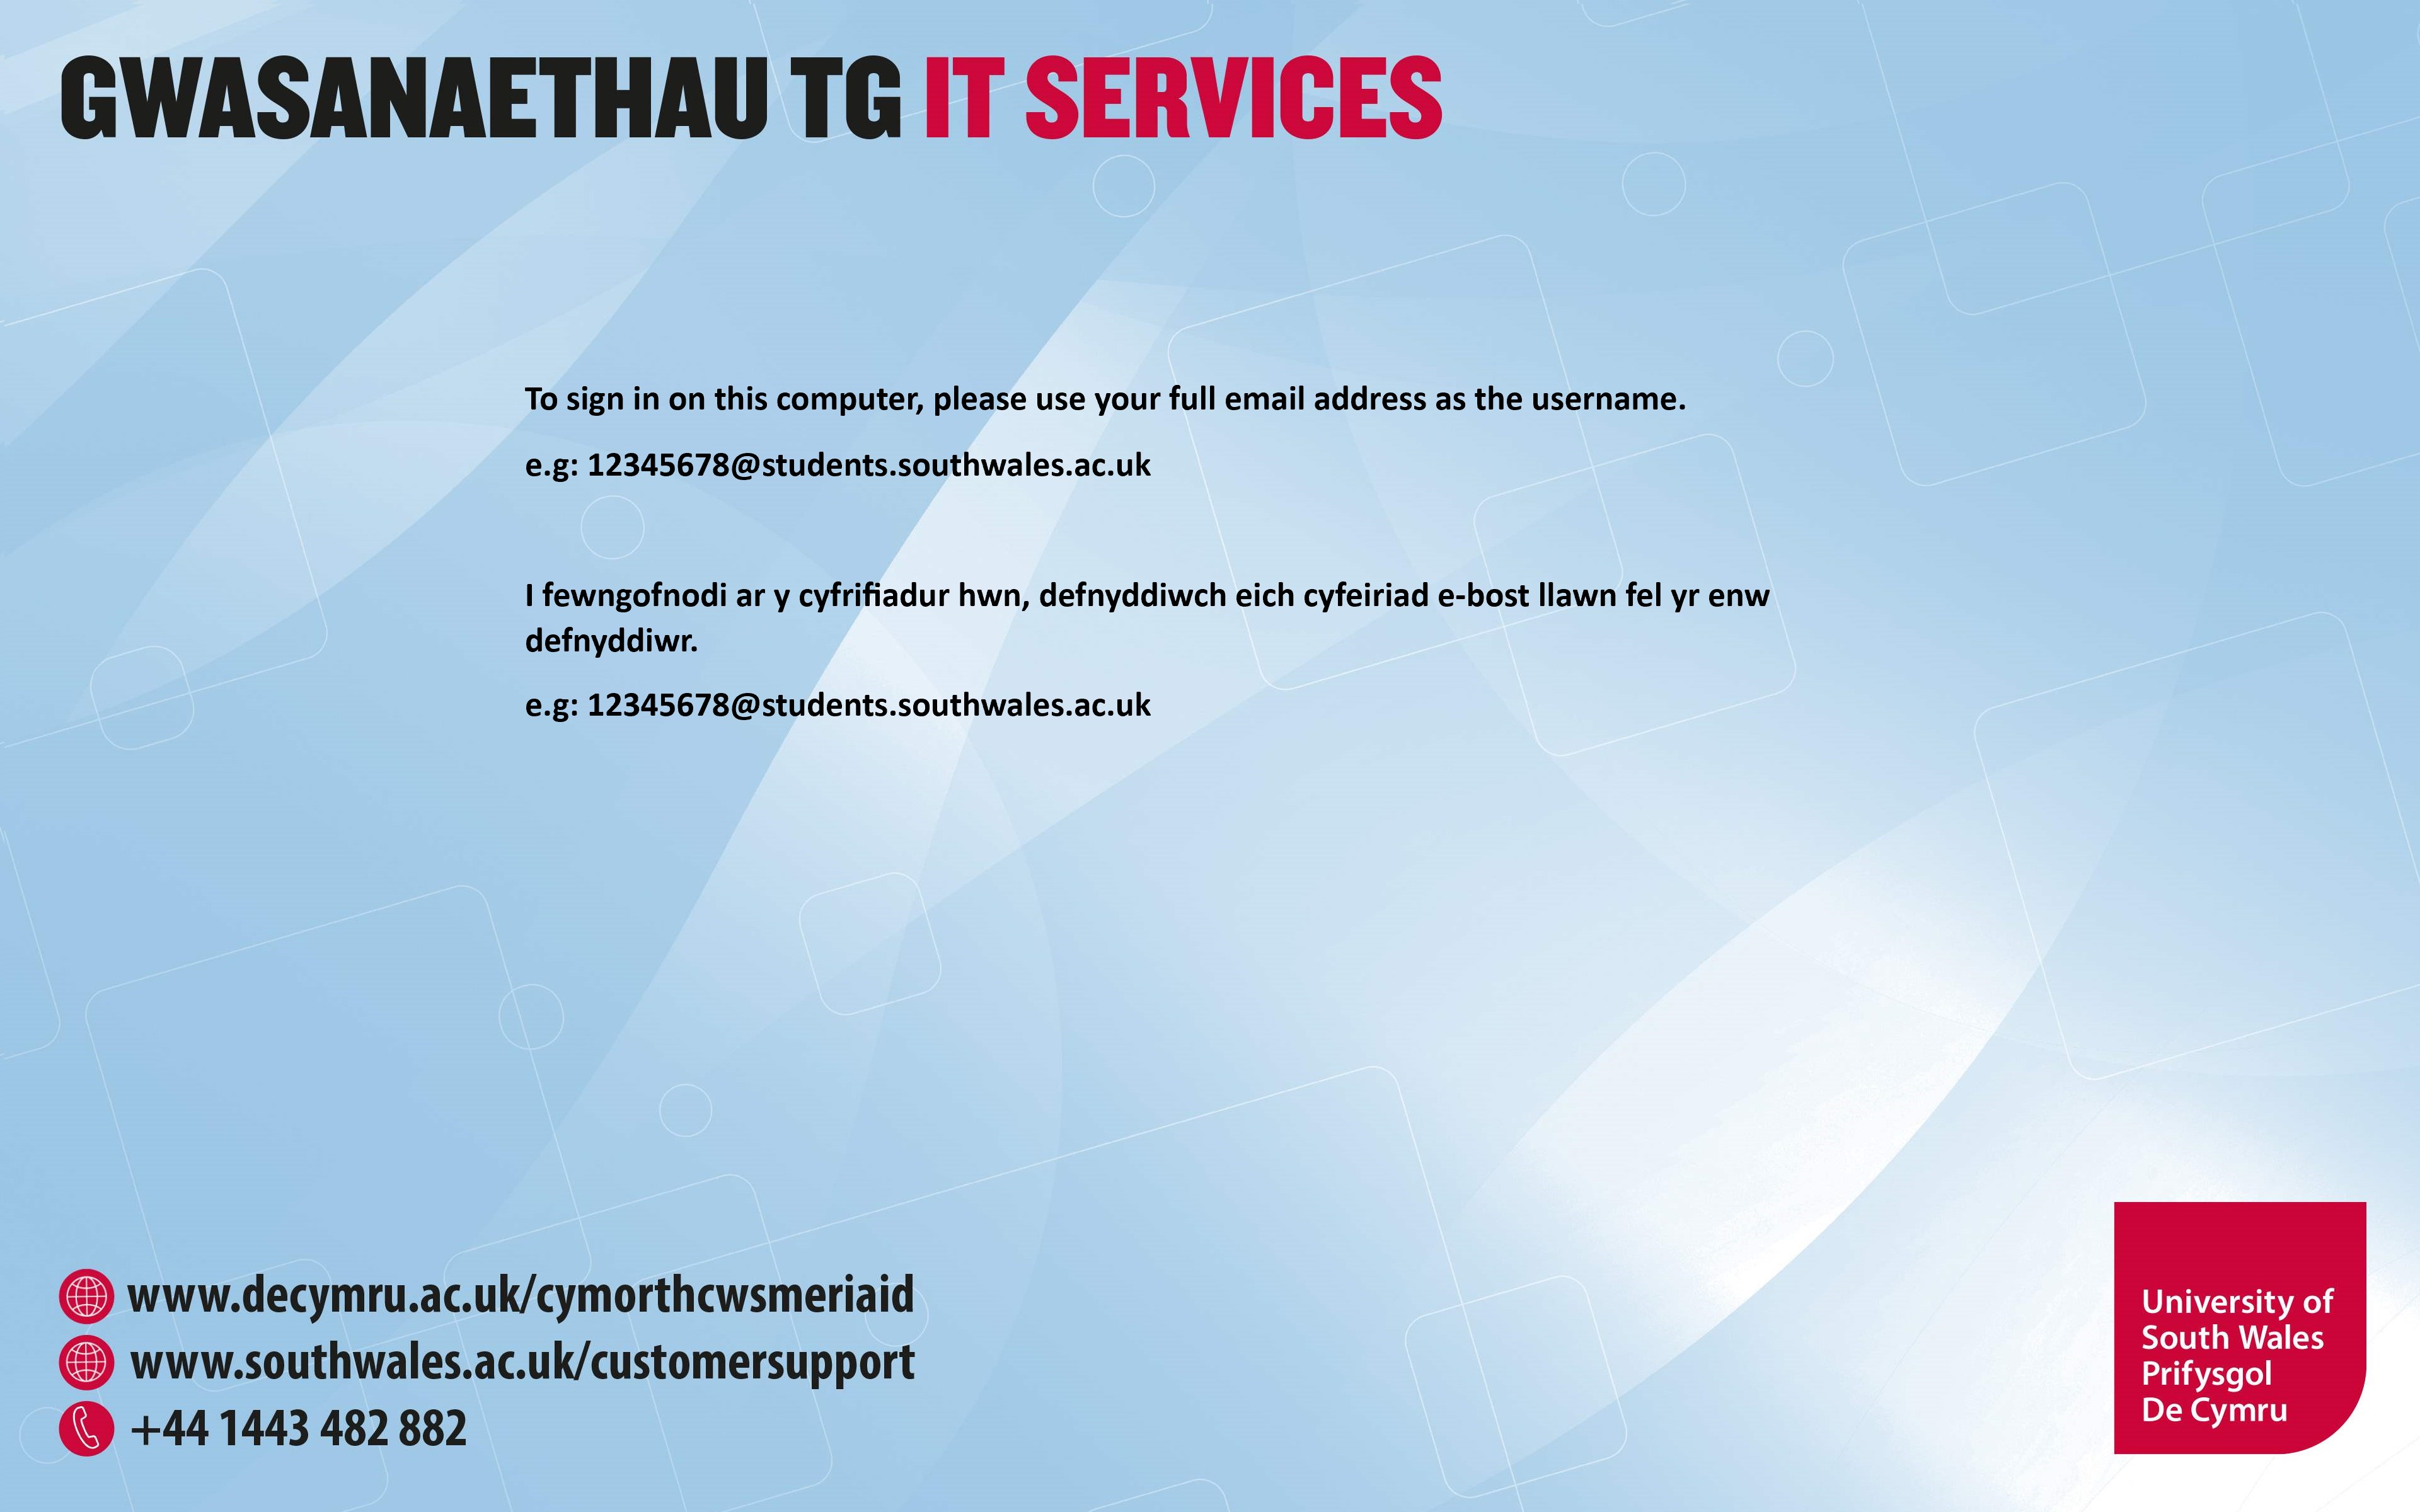 GWASANAETHAU TG IT SERVICES
To sign in on this computer, please use your full email address as the username.
e.g: 12345678@students.southwales.ac.uk
I fewngofnodi ar y cyfrifiadur hwn, defnyddiwch eich cyfeiriad e-bost llawn fel yr enw
defnyddiwr.
e.g: 12345678@students.southwales.ac.uk
www.decymru.ac.uk/cymorthcwsmeriaid
www.southwales.ac.uk/customersupport
+44 1443 482 882
University of
South Wales
Prifysgol
De Cymru